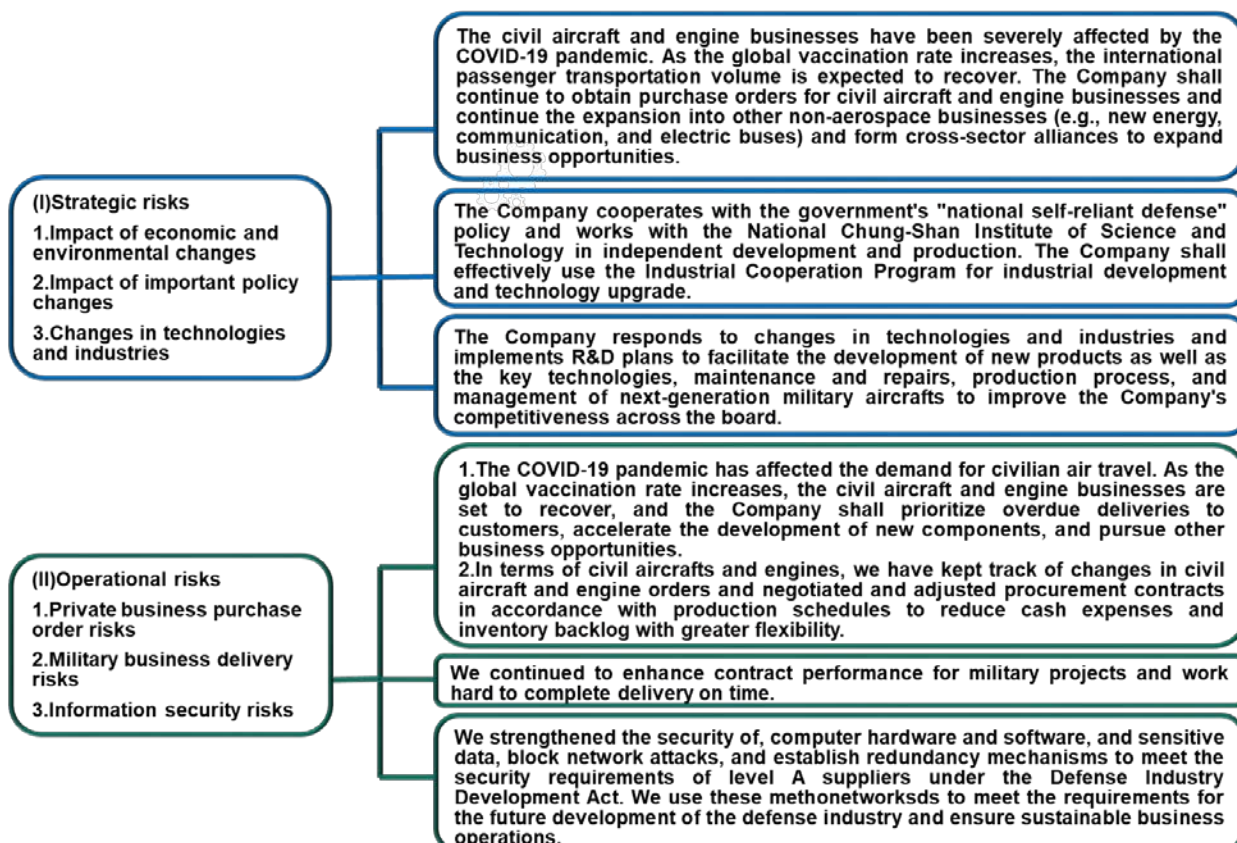 (I)Strategic risks
1.Impact of economic and
environmental changes
2.Impact of important policy
changes
3.Changes in technologies
and industries
The civil aircraft and engine businesses have been severely affected by the
COVID-19 pandemic. As the global vaccination rate increases, the international
passenger transportation volume is expected to recover. The Company shall
continue to obtain purchase orders for civil aircraft and engine businesses and
continue the expansion into other non-aerospace businesses (e.g., new energy,
communication, and electric buses) and form cross-sector alliances to expand
business opportunities.
The Company cooperates with the government's "national self-reliant defense"
policy and works with the National Chung-Shan Institute of Science and
Technology in independent development and production. The Company shall
effectively use the Industrial Cooperation Program for industrial development
and technology upgrade.
The Company responds to changes in technologies and industries and
implements R&D plans to facilitate the development of new products as well as
the key technologies, maintenance and repairs, production process, and
management of next-generation military aircrafts to improve the Company's
competitiveness across the board.
(II)Operational risks
1.Private business purchase
order risks
2.Military business delivery
risks
3.Information security risks
1.The COVID-19 pandemic has affected the demand for civilian air travel. As the
global vaccination rate increases, the civil aircraft and engine businesses are
set to recover, and the Company shall prioritize overdue deliveries to
customers, accelerate the development of new components, and pursue other
business opportunities.
2.In terms of civil aircrafts and engines, we have kept track of changes in civil
aircraft and engine orders and negotiated and adjusted procurement contracts
in accordance with production schedules to reduce cash expenses and
inventory backlog with greater flexibility.
We continued to enhance contract performance for military projects and work
hard to complete delivery on time.
We strengthened the security of, computer hardware and software, and sensitive
data, block network attacks, and establish redundancy mechanisms to meet the
security requirements of level A suppliers under the Defense Industry
Development Act. We use these methonetworksds to meet the requirements for
the future development of the defense industry and ensure sustainable business
operations.